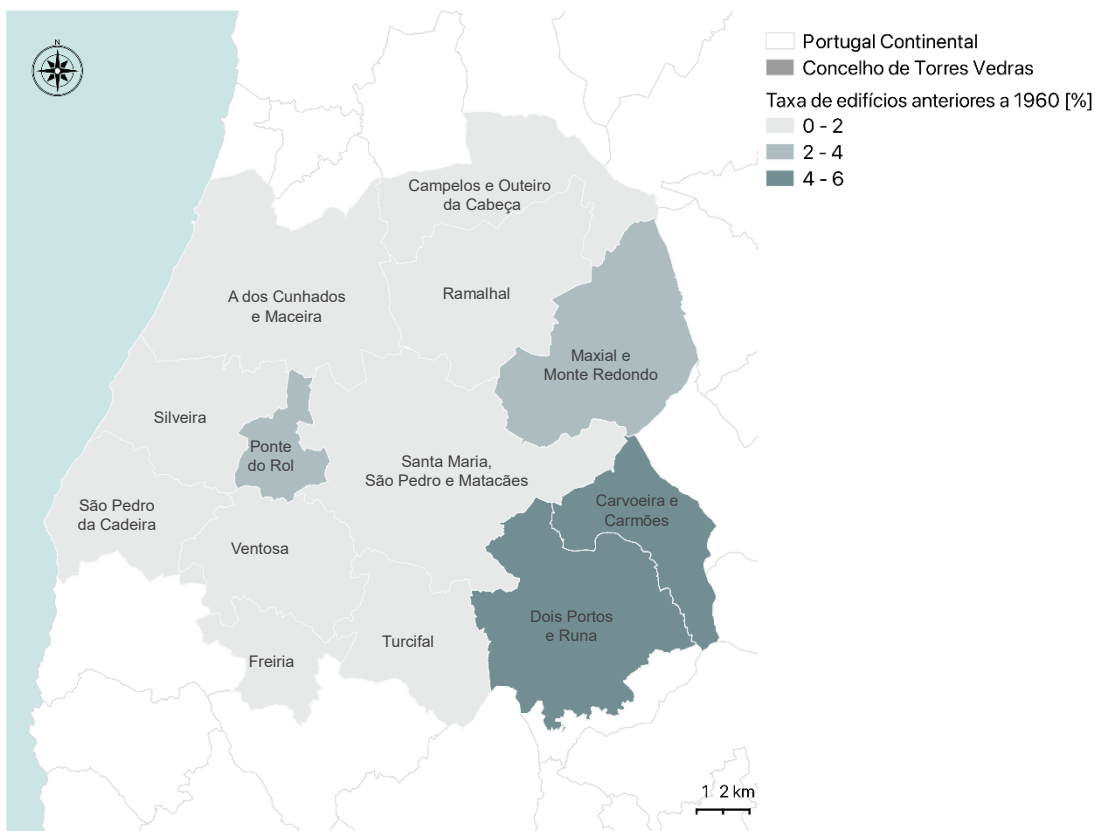 N
Portugal Continental
Concelho de Torres Vedras
Taxa de edifícios anteriores a 1960 [%]
0 - 2
2 - 4
4 - 6
Campelos e Outeiro
da Cabeça
A dos Cunhados
e Maceira
Ramalhal
Maxial e
Monte Redondo
Silveira
Ponte
do Rol
Santa Maria,
São Pedro e Matacães
São Pedro
da Cadeira
Carvoeira e
Carmões
Ventosa
Dois Portos
e Runa
Turcifal
Freiria
1 2 km